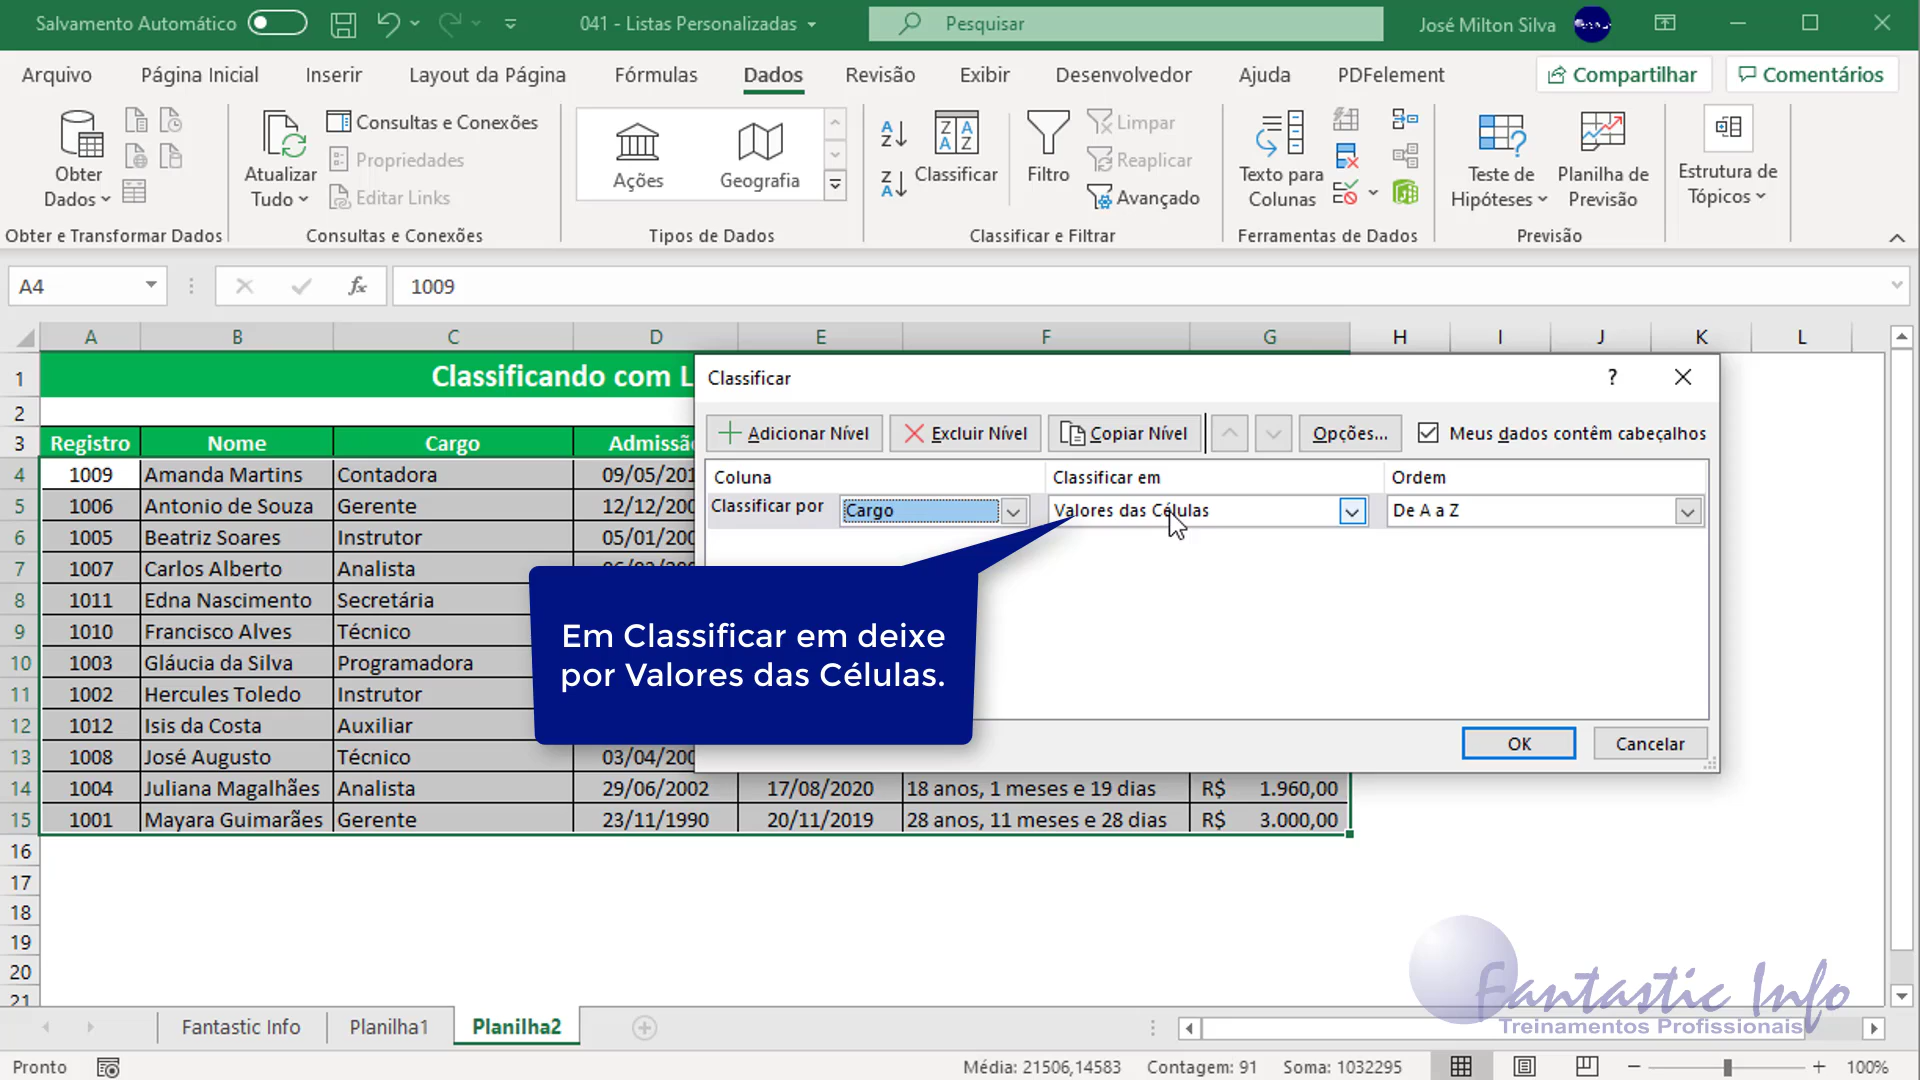 Salvamento Automático
041 - Listas Personalizadas
Pesquisar
José Milton Silva
Arquivo Página Inicial Inserir Layout da Página Fórmulas Dados Revisão Exibir Desenvolvedor Ajuda PDFelement Compartilhar Comentários
Obter Dados
Atualizar Tudo
Consultas e Conexões
Propriedades
Editar Links
Ações
Geografia
Classificar
Filtro
Limpar
Reaplicar
Avançado
Texto para Colunas
Teste de Hipóteses
Planilha de Previsão
Estrutura de Tópicos
Obter e Transformar Dados Consultas e Conexões Tipos de Dados Classificar e Filtrar Ferramentas de Dados Previsão
A4 fx 1009
A B C D E F G H I J K L
1 Classificando com L
2
3 Registro Nome Cargo Admissão
4 1009 Amanda Martins Contadora 09/05/201
5 1006 Antonio de Souza Gerente 12/12/200
6 1005 Beatriz Soares Instrutor 05/01/200
7 1007 Carlos Alberto Analista
8 1011 Edna Nascimento Secretária
9 1010 Francisco Alves Técnico
10 1003 Gláucia da Silva Programadora
11 1002 Hercules Toledo Instrutor
12 1012 Isis da Costa Auxiliar
13 1008 José Augusto Técnico 03/04/200
14 1004 Juliana Magalhães Analista 29/06/2002 17/08/2020 18 anos, 1 meses e 19 dias R$ 1.960,00
15 1001 Mayara Guimarães Gerente 23/11/1990 20/11/2019 28 anos, 11 meses e 28 dias R$ 3.000,00
16
17
18
19
20
21
Classificar ?
Adicionar Nível Excluir Nível Copiar Nível Opções... Meus dados contêm cabeçalhos
Coluna Classificar em Ordem
Classificar por Cargo Valores das Células De A a Z
OK Cancelar
Em Classificar em deixe
por Valores das Células.
Fantastic Info
Treinamentos Profissionais
Fantastic Info Planilha1 Planilha2
Pronto Média: 21506,14583 Contagem: 91 Soma: 1032295 100%